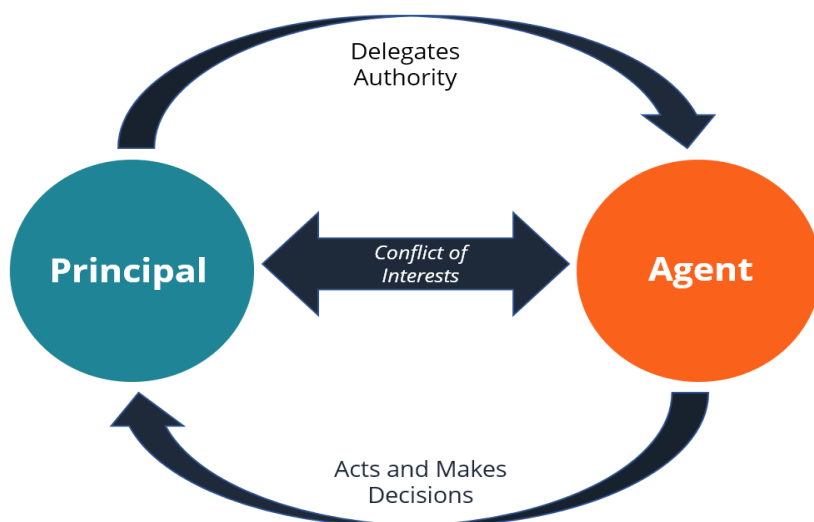 Delegates
Authority
Principal
Conflict of
Interests
Agent
Acts and Makes
Decisions